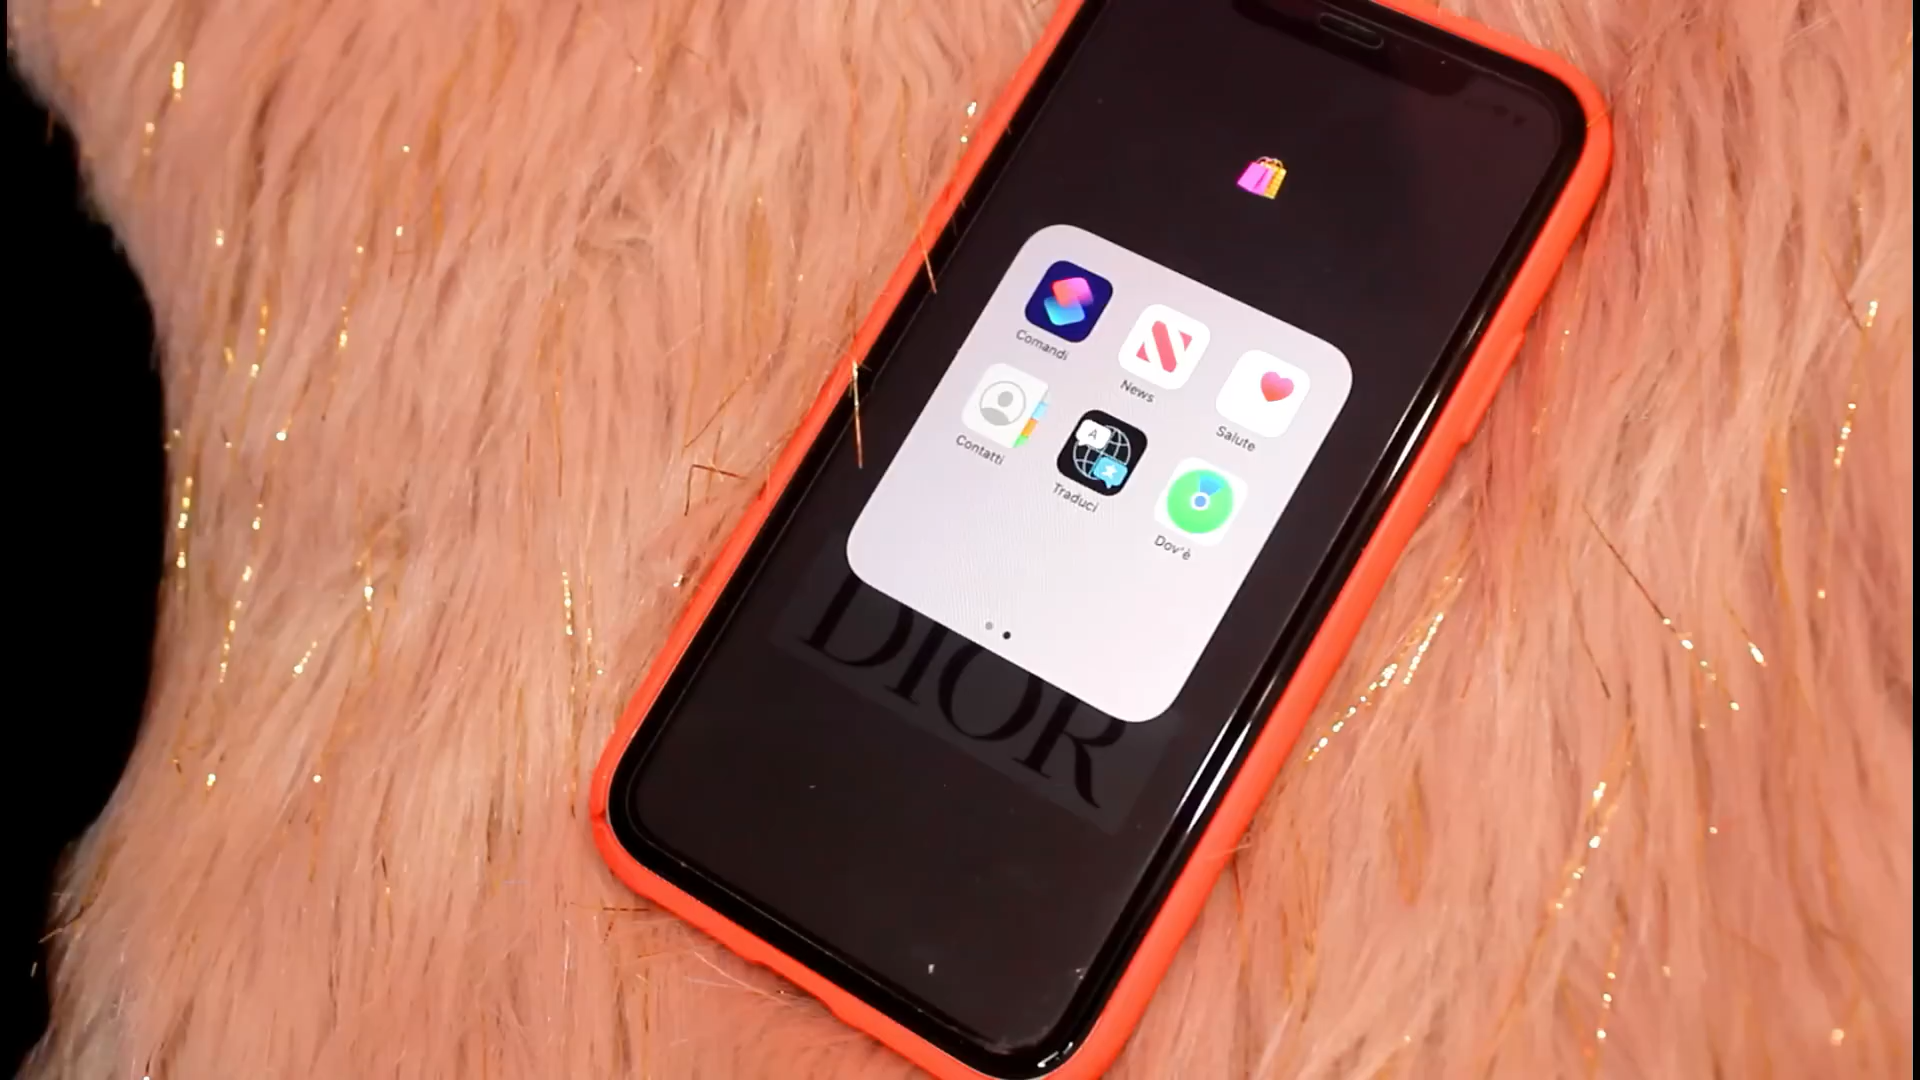 Comandi
News
Salute
Contatti
A
Traduci
Dov'è
DIOR